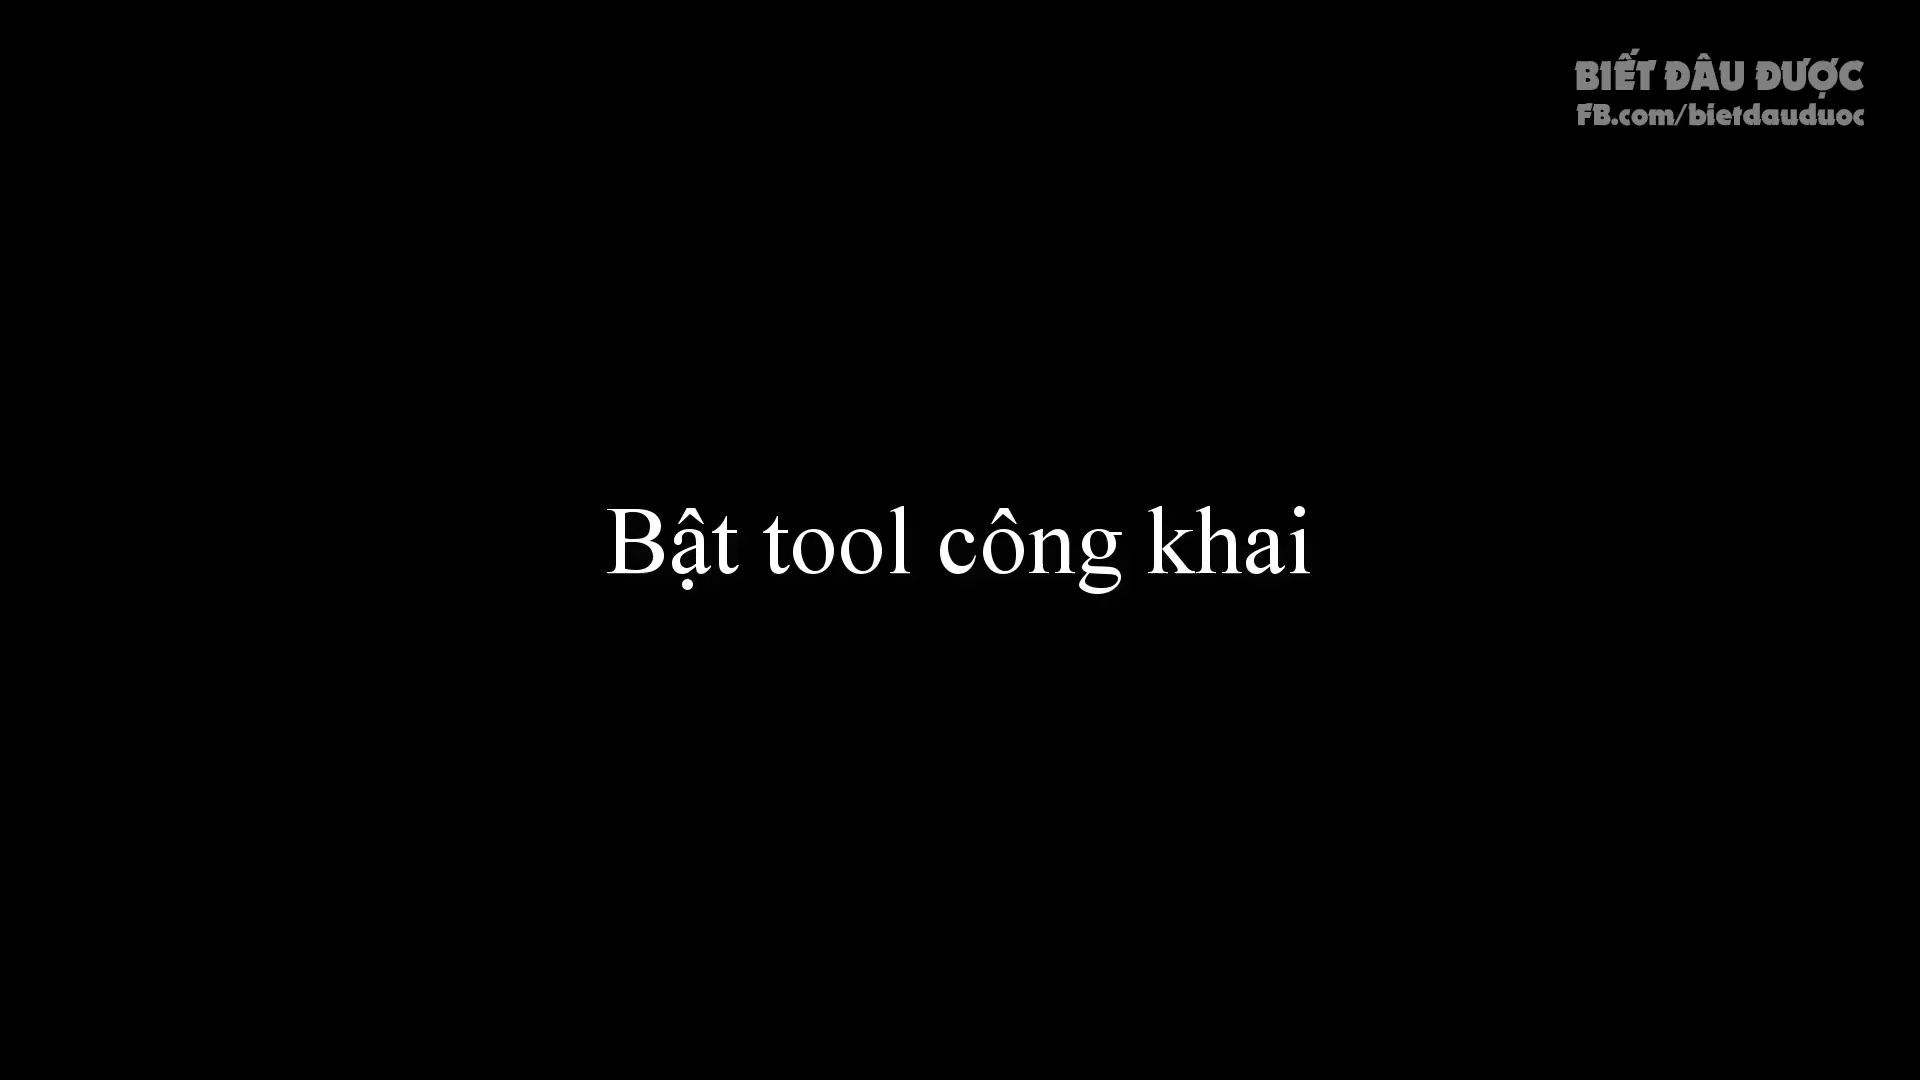 BIẾT ĐÂU ĐƯỢC
FB.com/bietdauduoc
Bật tool công khai